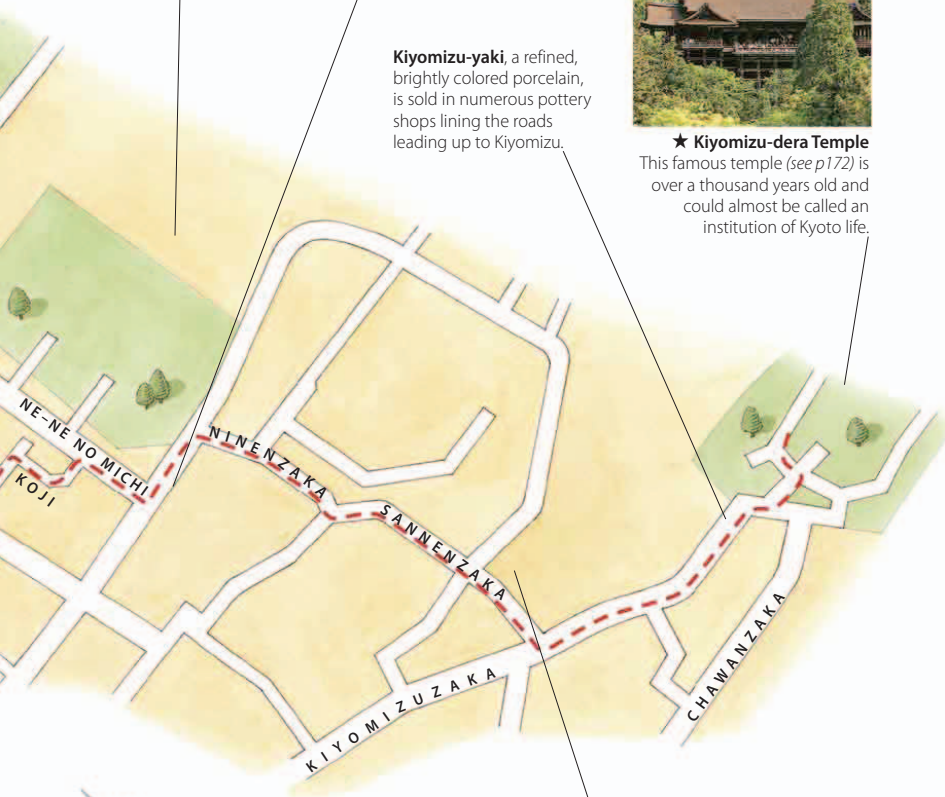 Kiyomizu-yaki, a refined,
brightly colored porcelain,
is sold in numerous pottery
shops lining the roads
leading up to Kiyomizu.
★ Kiyomizu-dera Temple
This famous temple (see p172) is
over a thousand years old and
could almost be called an
institution of Kyoto life.
NE–NE NO MICHI
KOJI
NINENZAKA
SANNENZAKA
KIYOMIZUZAKA
CHAWANZAKA